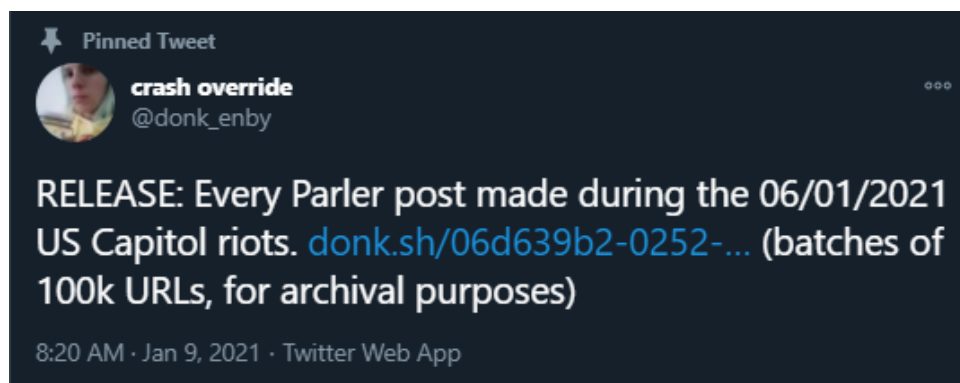 Pinned Tweet
crash override
@donk_enby
RELEASE: Every Parler post made during the 06/01/2021
US Capitol riots. donk.sh/06d639b2-0252-... (batches of
100k URLs, for archival purposes)
8:20 AM · Jan 9, 2021 · Twitter Web App